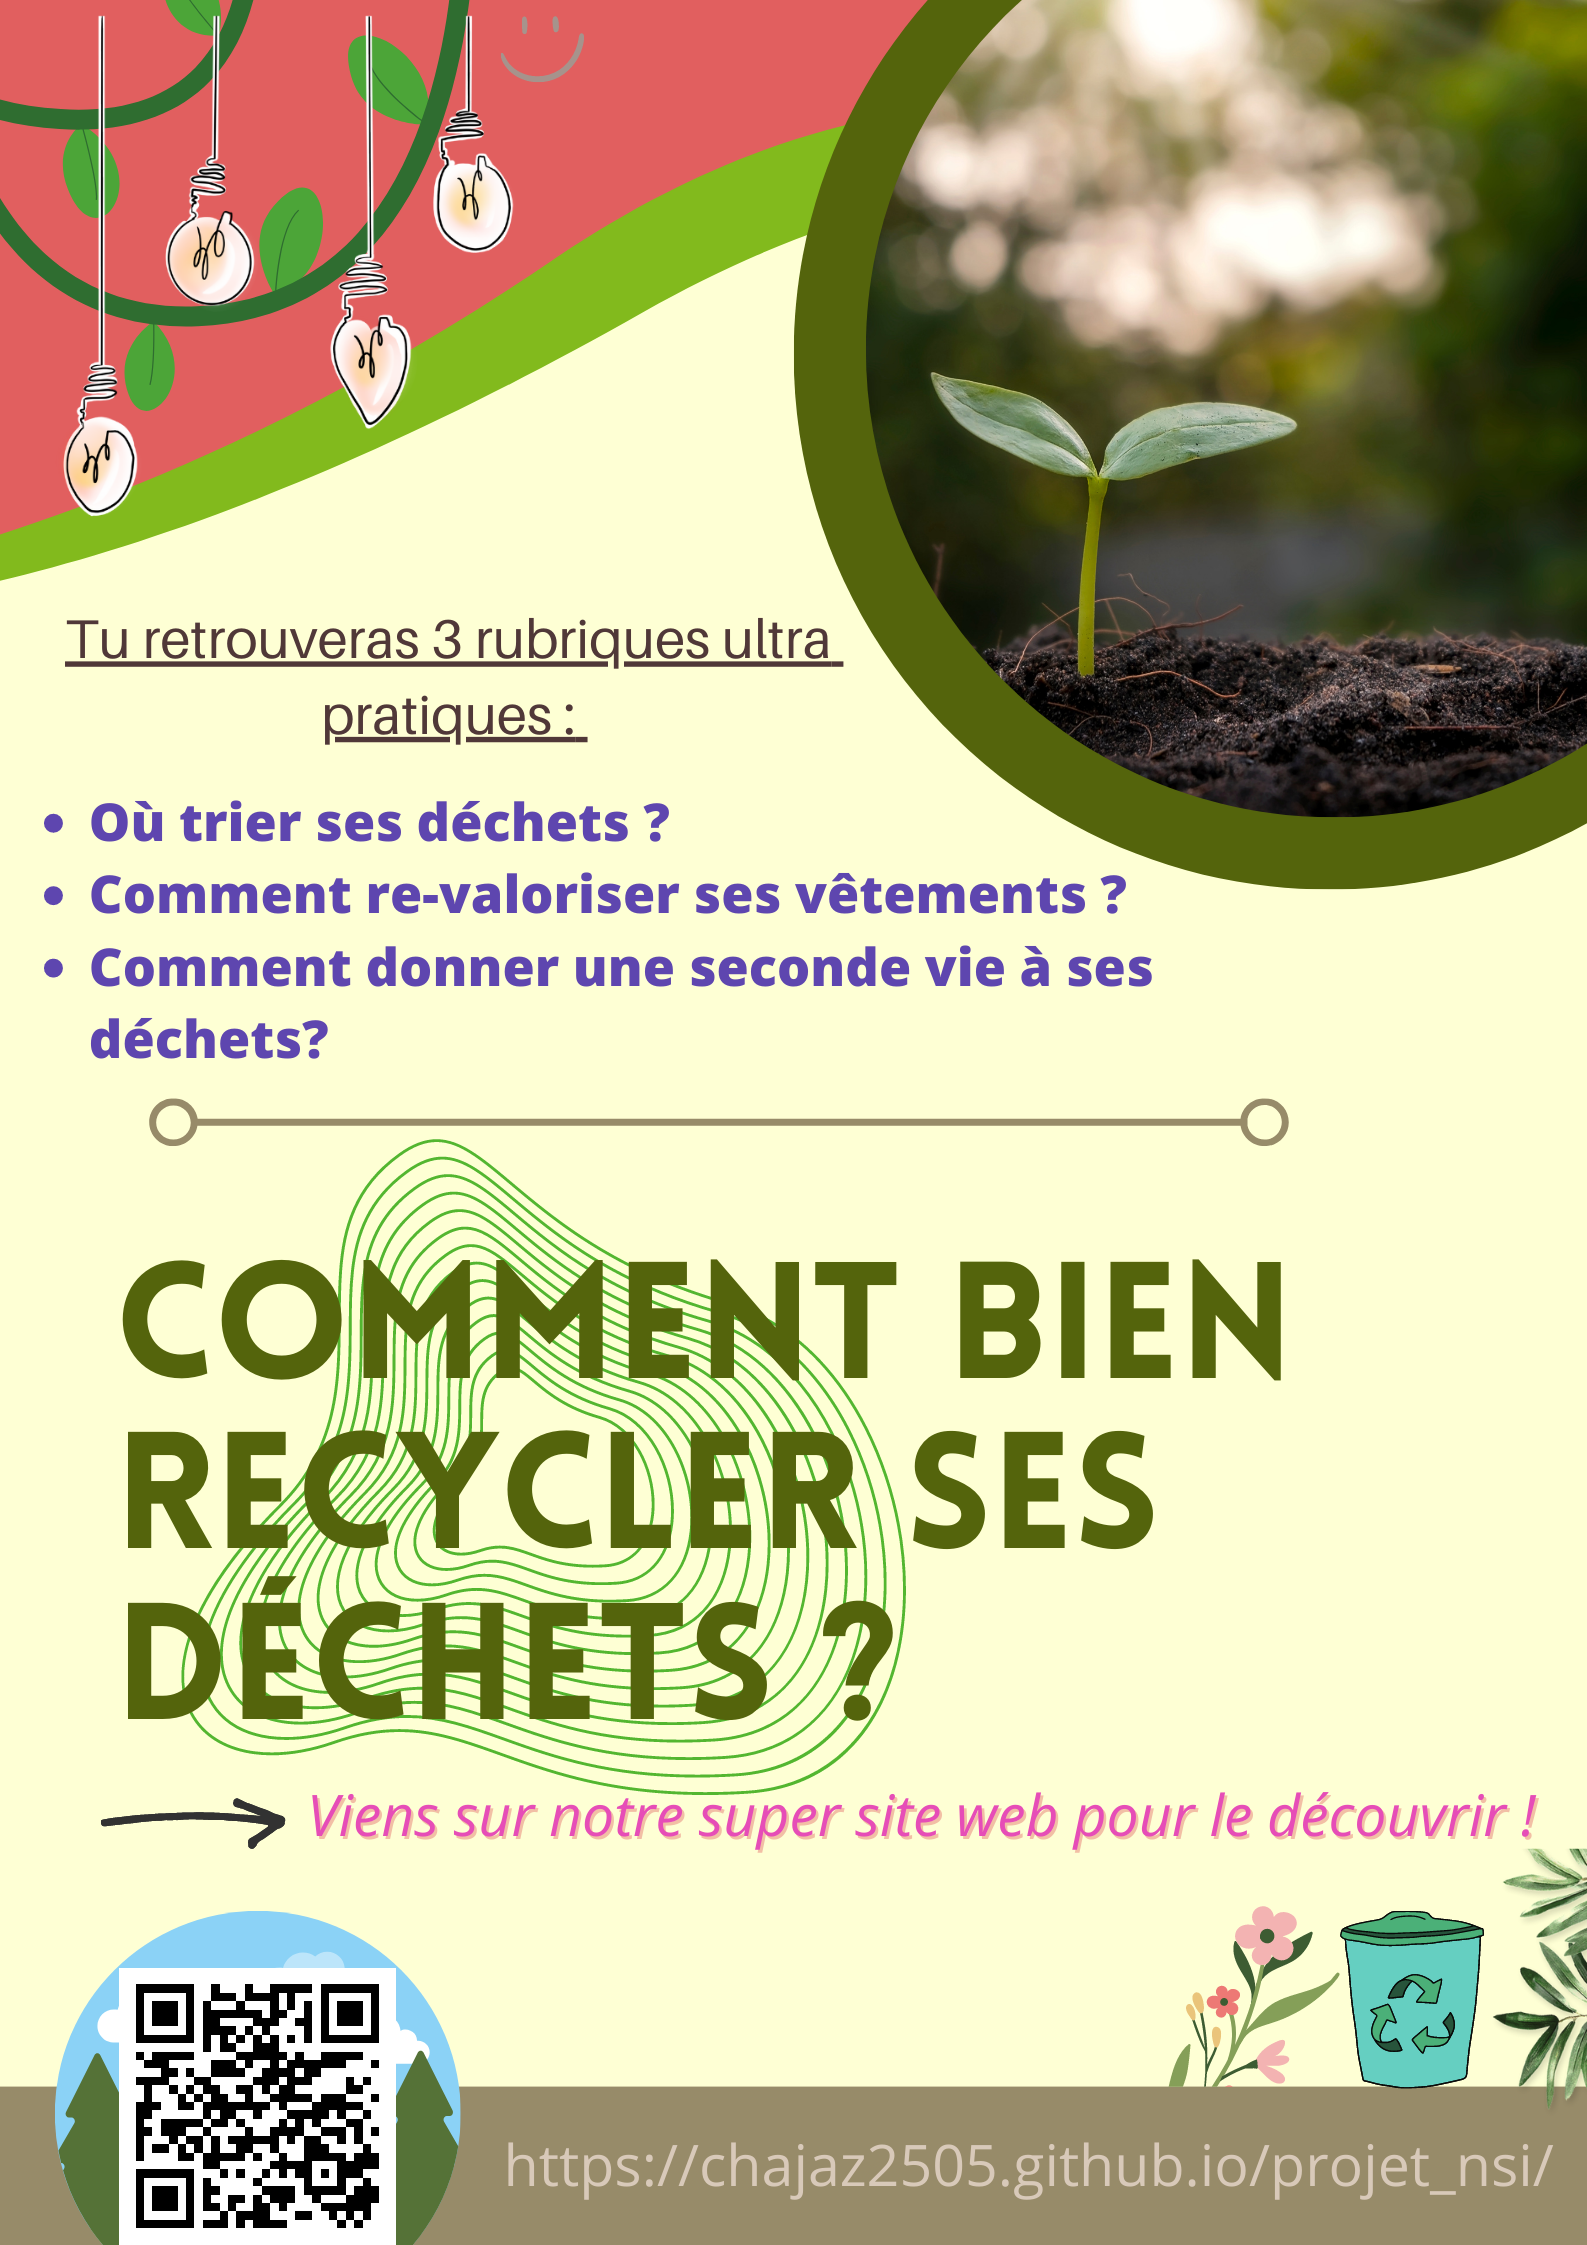 Tu retrouveras 3 rubriques ultra
pratiques :
• Où trier ses déchets ?
• Comment re-valoriser ses vêtements ?
• Comment donner une seconde vie à ses
déchets?
COMMENT BIEN
RECYCLER SES
DÉCHETS ?
Viens sur notre super site web pour le découvrir !
https://chajaz2505.github.io/projet_nsi/